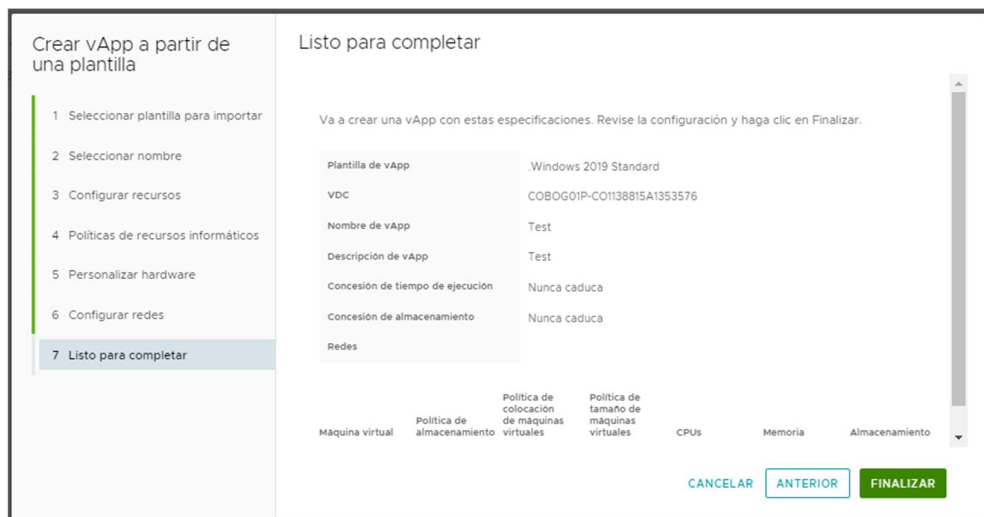 Crear vApp a partir de
una plantilla
1 Seleccionar plantilla para importar
2 Seleccionar nombre
3 Configurar recursos
4 Políticas de recursos informáticos
5 Personalizar hardware
6 Configurar redes
7 Listo para completar
Listo para completar
Va a crear una vApp con estas especificaciones. Revise la configuración y haga clic en Finalizar.
Plantilla de vApp .Windows 2019 Standard
VDC COBOG01P-CO1138815A1353576
Nombre de vApp Test
Descripción de vApp Test
Concesión de tiempo de ejecución Nunca caduca
Concesión de almacenamiento Nunca caduca
Redes
Máquina virtual
Política de
almacenamiento
Política de
colocación
de máquinas
virtuales
Política de
tamaño de
máquinas
virtuales
CPUs
Memoria
Almacenamiento
CANCELAR ANTERIOR FINALIZAR